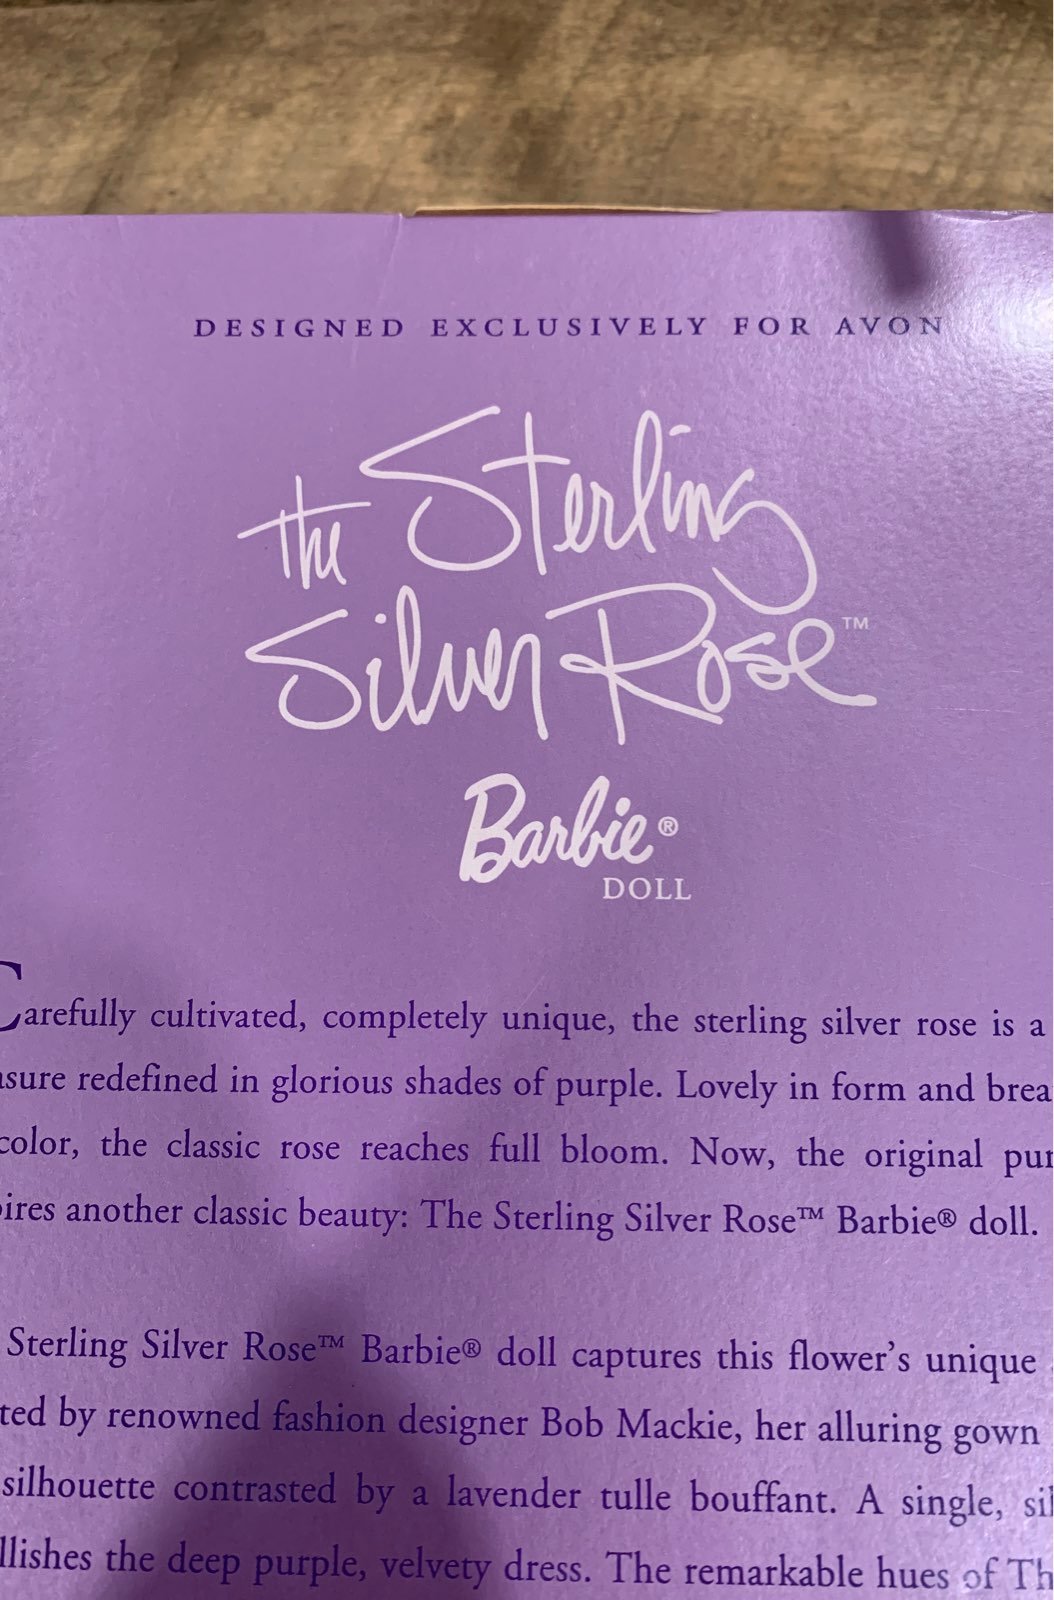 DESIGNED EXCLUSIVELY FOR AVON
the Sterling
Silver Rose™
Barbie®
DOLL
Carefully cultivated, completely unique, the sterling silver rose is a
redefined in glorious shades of purple. Lovely in form and
color, the classic rose reaches full bloom. Now, the original
another classic beauty: The Sterling Silver Rose™ Barbie® doll.
Sterling Silver Rose™ Barbie® doll captures this flower's unique
by renowned fashion designer Bob Mackie, her alluring gown
silhouette contrasted by a lavender tulle bouffant. A single,
the deep purple, velvety dress. The remarkable hues of